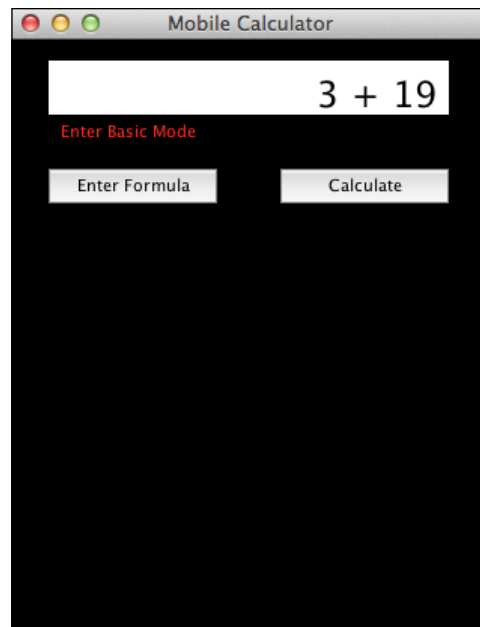 Mobile Calculator
3 + 19
Enter Basic Mode
Enter Formula
Calculate